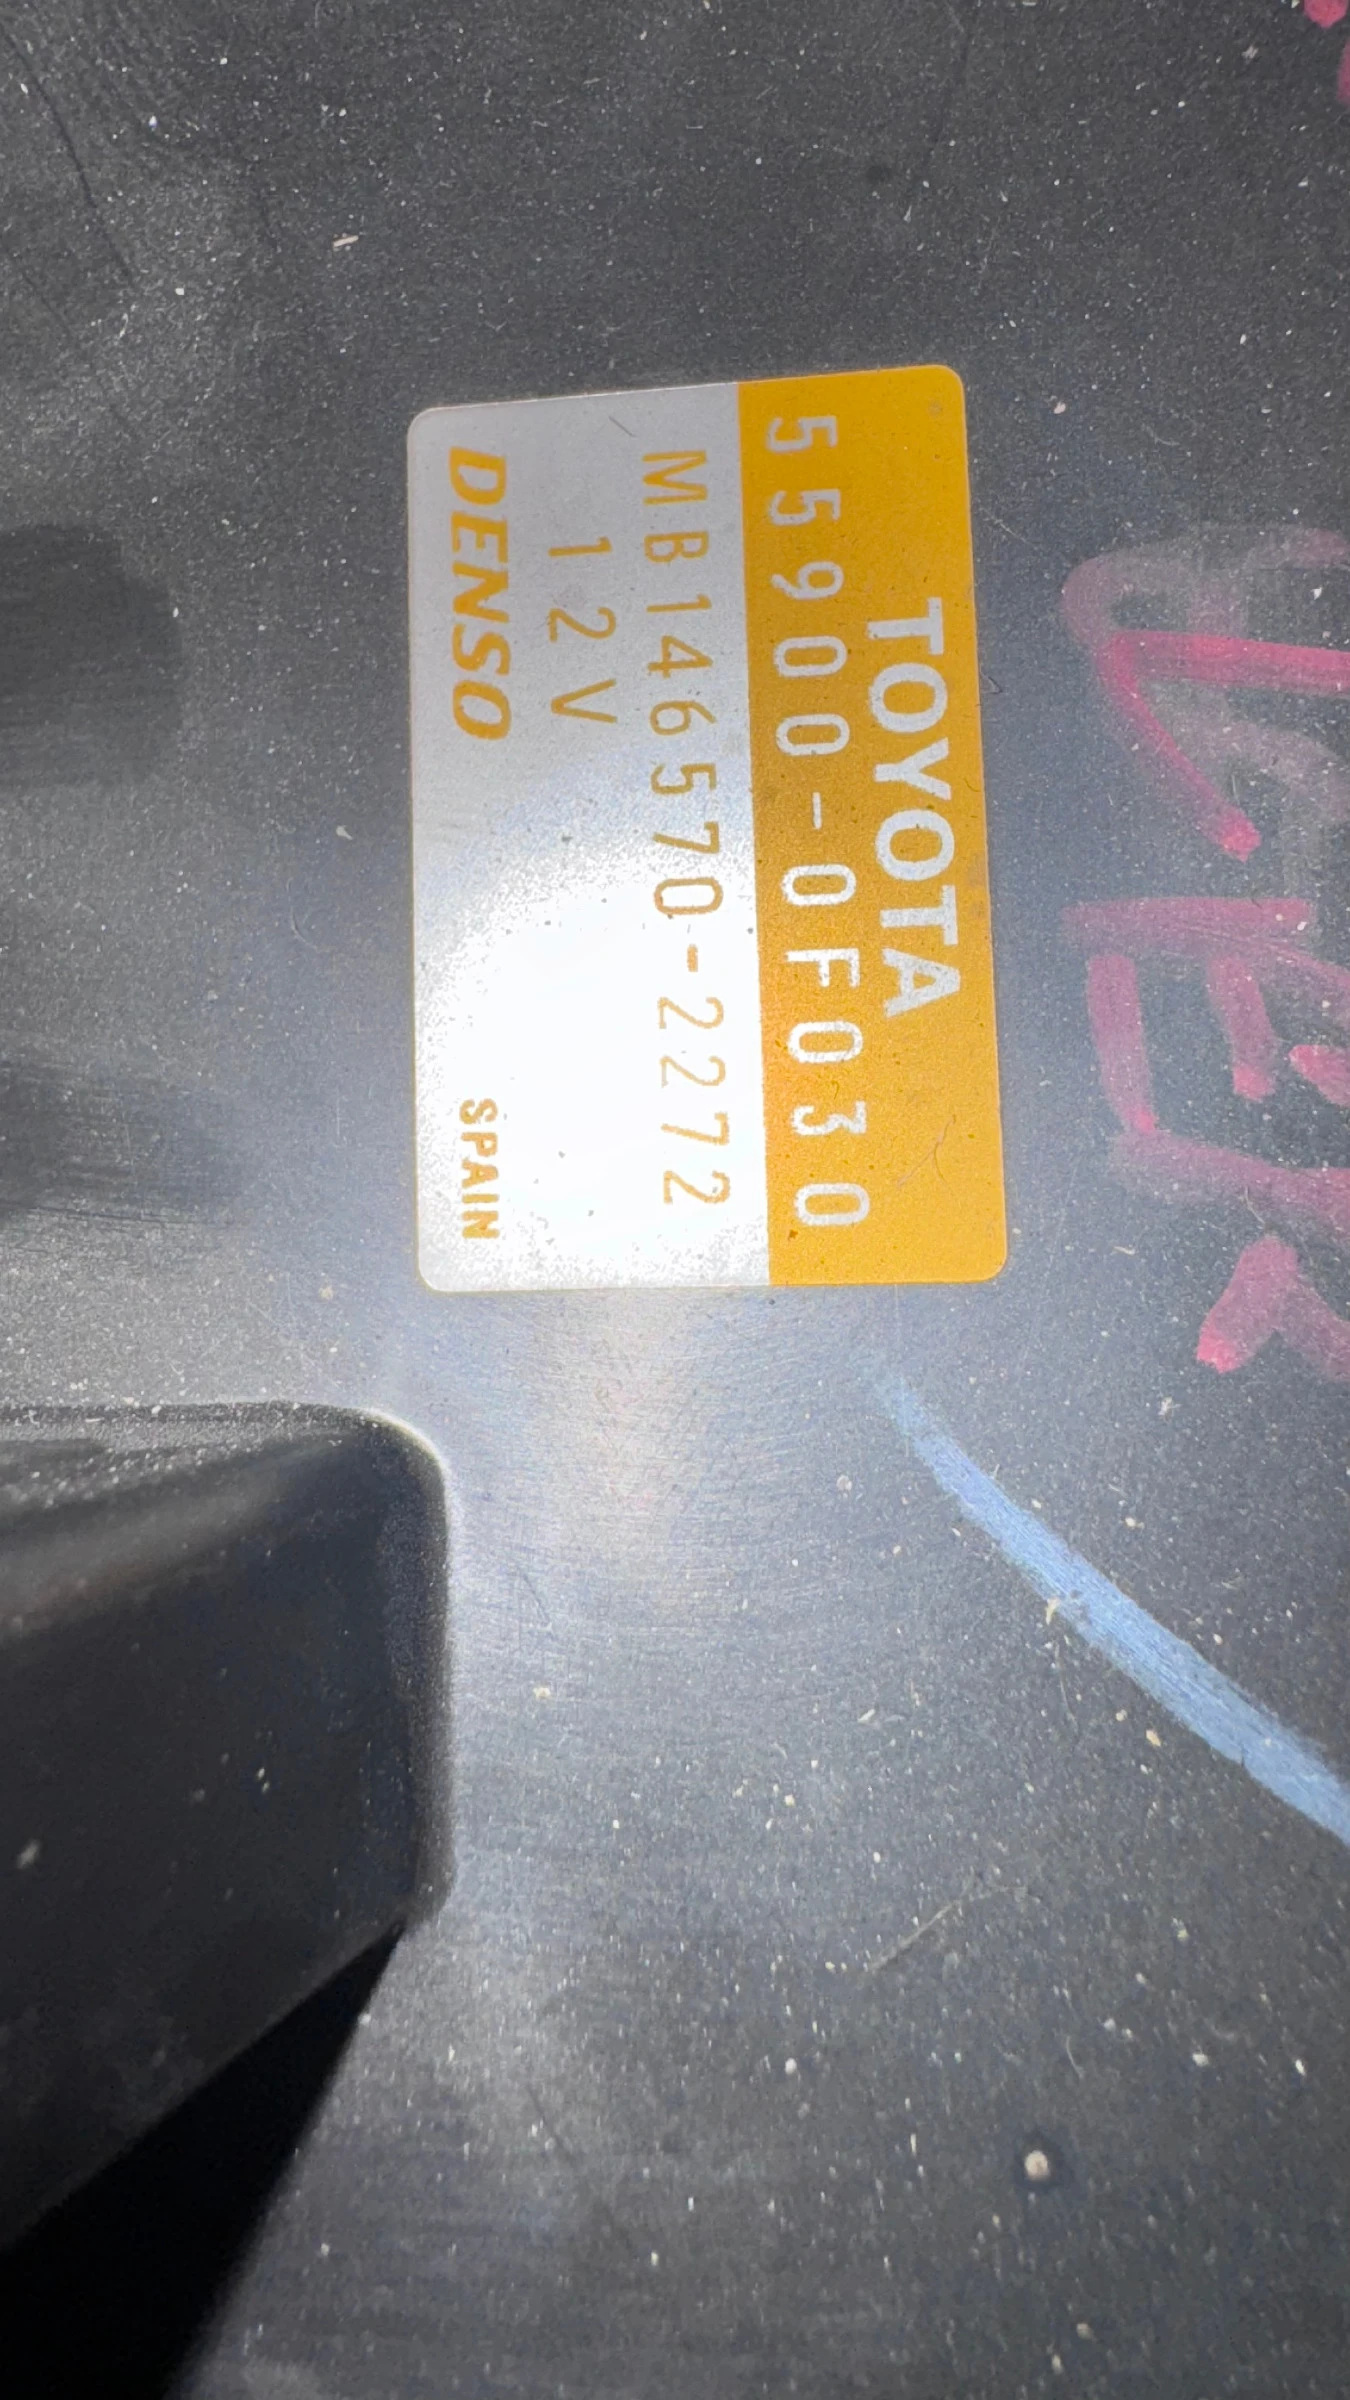 TOYOTA
55900-0F030
MB146570-2272
12V
DENSO SPAIN